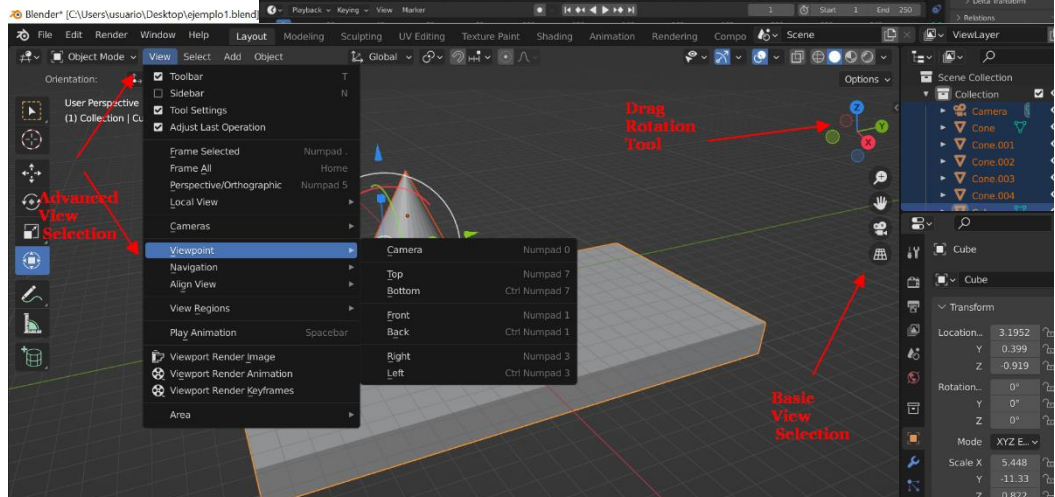 Blender* [C:\Users\usuario\Desktop\ejemplo1.blend]
Playback Keying View Marker
1 Start 1 End 250
> Relations
File Edit Render Window Help Layout Modeling Sculpting UV Editing Texture Paint Shading Animation Rendering Compo Scene ViewLayer
Object Mode View Select Add Object Global
Orientation:
Options
User Perspective
(1) Collection | Cu
Toolbar T
Sidebar N
Tool Settings
Adjust Last Operation
Frame Selected Numpad .
Frame All Home
Perspective/Orthographic Numpad 5
Local View
Cameras
Viewpoint
Navigation
Align View
View Regions
Play Animation Spacebar
Viewport Render Image
Viewport Render Animation
Viewport Render Keyframes
Area
Camera Numpad 0
Top Numpad 7
Bottom Ctrl Numpad 7
Front Numpad 1
Back Ctrl Numpad 1
Right Numpad 3
Left Ctrl Numpad 3
Advanced
View
Selection
Drag
Rotation
Tool
Z
Y
X
Basic
View
Selection
Scene Collection
Collection
Camera
Cone
Cone.001
Cone.002
Cone.003
Cone.004
Cube
Cube
Transform
Location... 3.1952
Y 0.399
Z -0.919
Rotation... 0°
Y 0°
Z 0°
Mode XYZ E...
Scale X 5.448
Y -11.33
Z 0.822